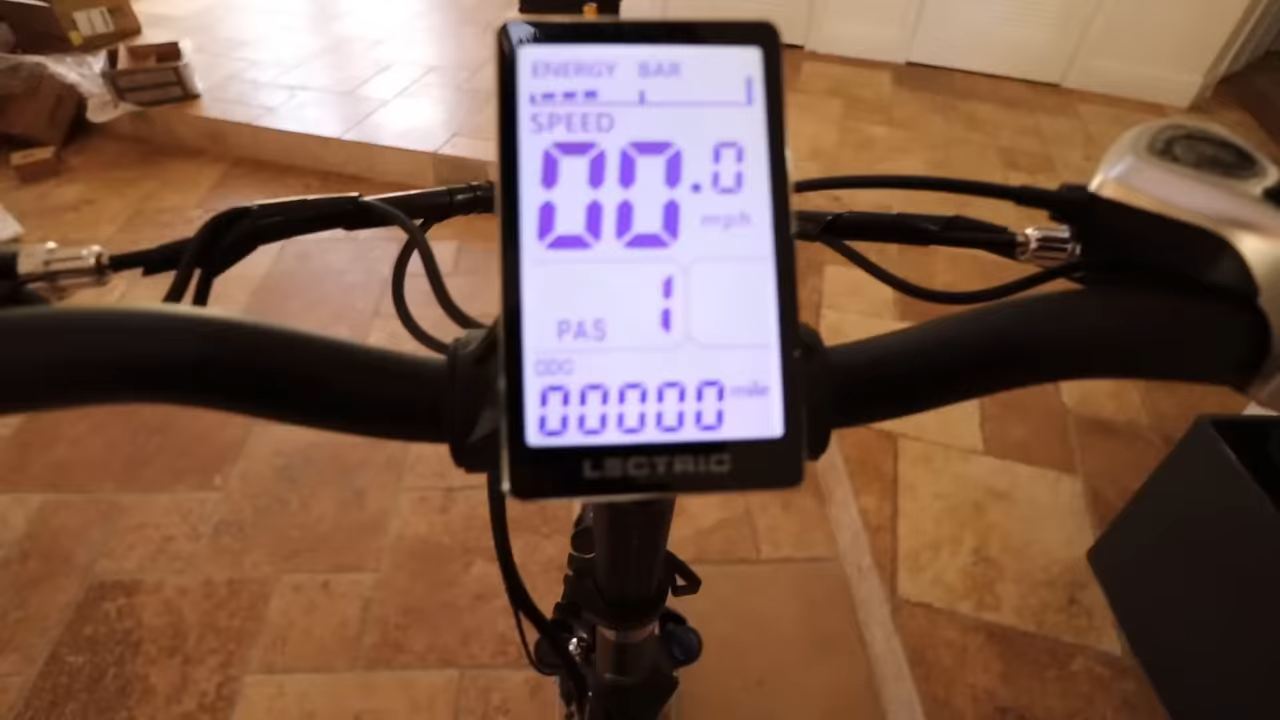 ENERGY BAR
SPEED
00.0
mph
PAS 1
ODO
00000 mile
LECTRIC